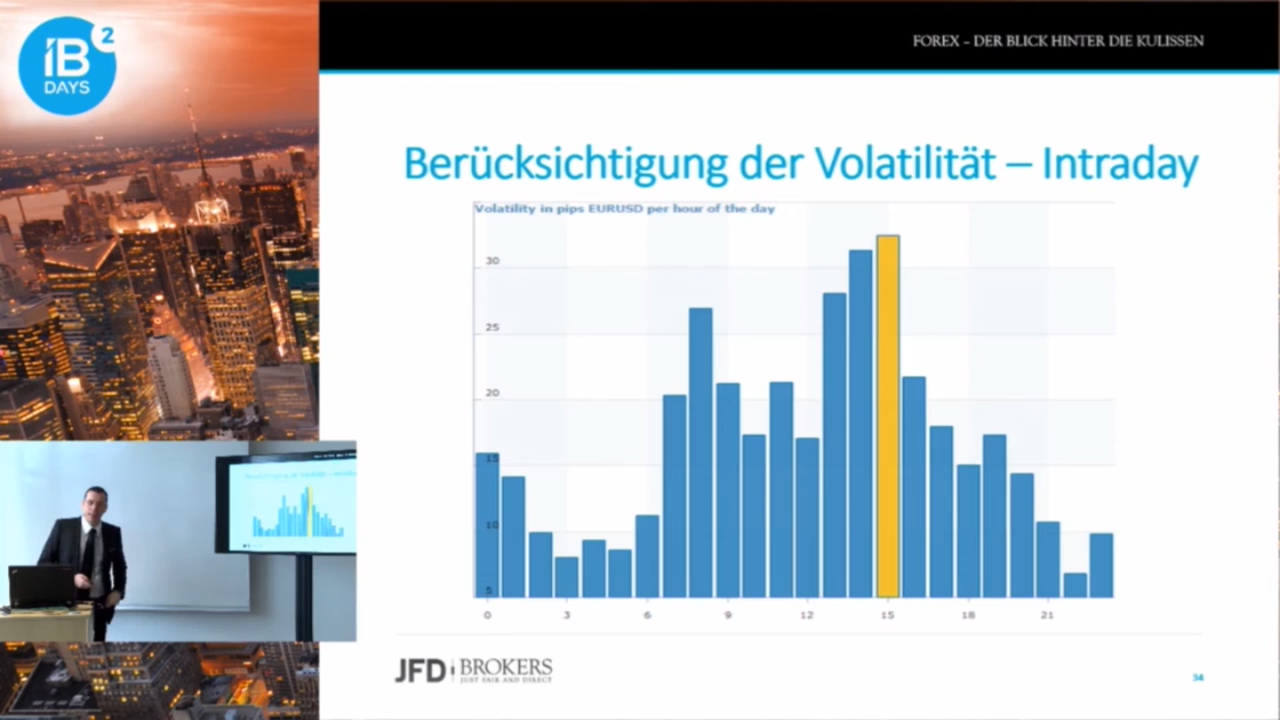 iB²
DAYS
FOREX – DER BLICK HINTER DIE KULISSEN
Berücksichtigung der Volatilität – Intraday
Volatility in pips EURUSD per hour of the day
30
25
20
15
10
5
0 3 6 9 12 15 18 21
JFD BROKERS
JUST FAIR AND DIRECT
34